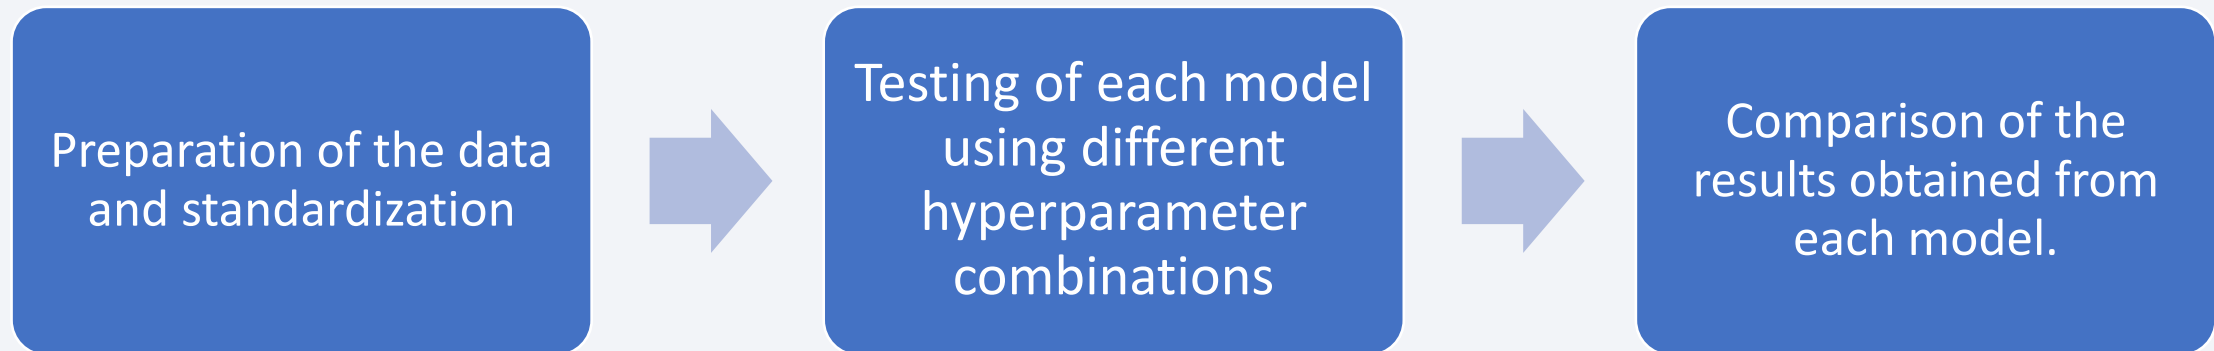 Preparation of the data
and standardization
Testing of each model
using different
hyperparameter
combinations
Comparison of the
results obtained from
each model.